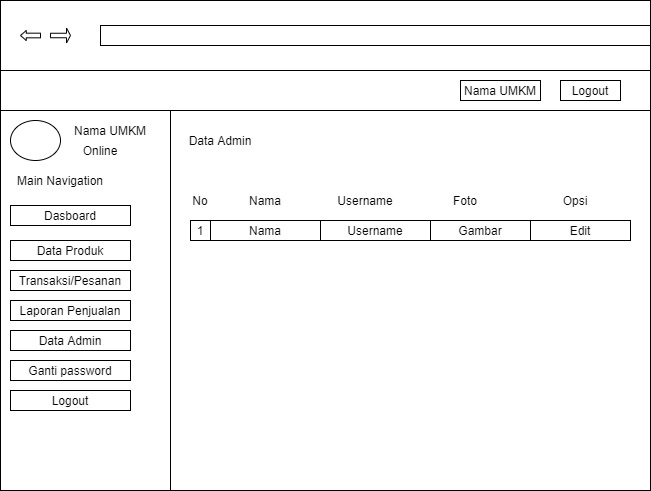 Nama UMKM Logout
Nama UMKM
Online
Main Navigation
Dasboard
Data Produk
Transaksi/Pesanan
Laporan Penjualan
Data Admin
Ganti password
Logout
Data Admin
No Nama Username Foto Opsi
1 Nama Username Gambar Edit